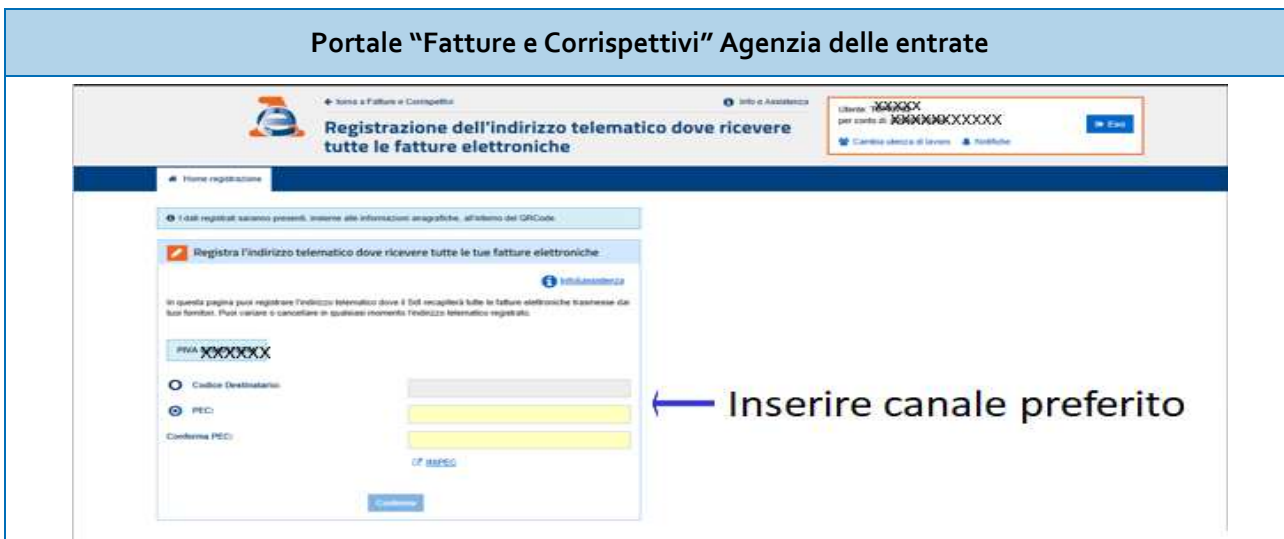 Portale “Fatture e Corrispettivi” Agenzia delle entrate
torna a Fatture e Corrispettivi
Info e Assistenza
Registrazione dell'indirizzo telematico dove ricevere
tutte le fatture elettroniche
Utente: XXXXX
per conto di: XXXXX
Esci
Cambia utenza di lavoro
Notifiche
Home registrazione
I dati registrati saranno presenti, insieme alle informazioni anagrafiche, all'interno del QRCode
Registra l'indirizzo telematico dove ricevere tutte le tue fatture elettroniche
Info&assistenza
In questa pagina puoi registrare l'indirizzo telematico dove il SdI recapiterà tutte le fatture elettroniche trasmesse dai
tuoi fornitori. Puoi variare o cancellare in qualsiasi momento l'indirizzo telematico registrato.
PIVA XXXXXX
Codice Destinatario:
PEC:
Inserire canale preferito
Conferma PEC:
INIPEC
Conferma